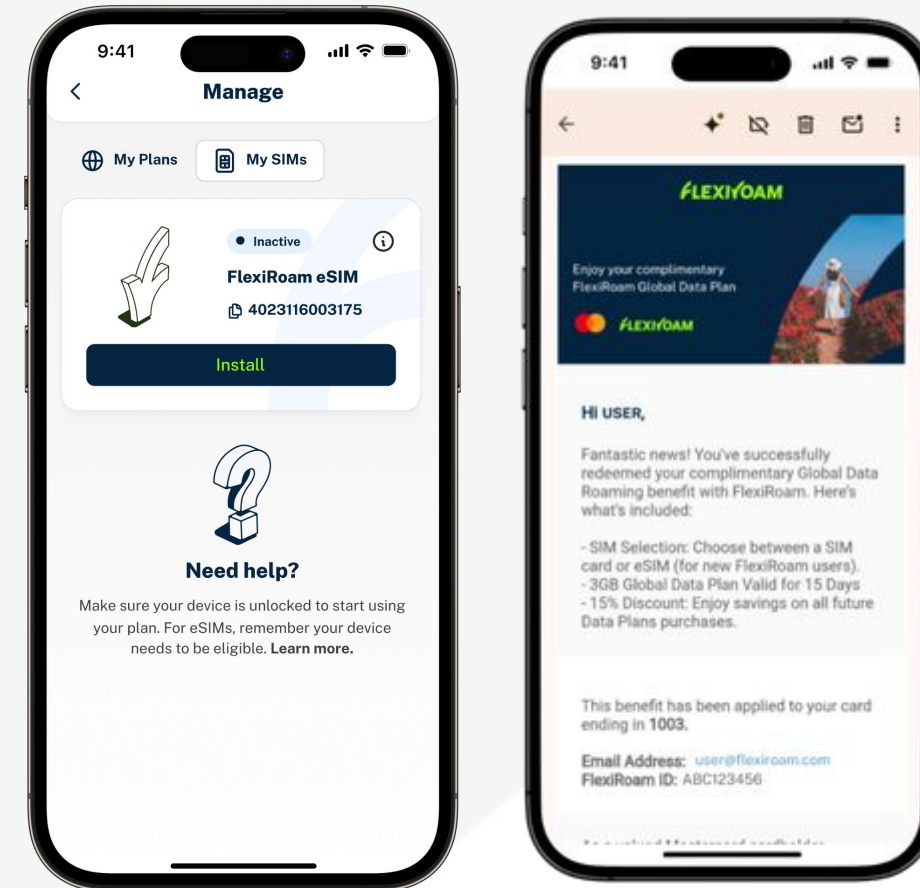 9:41
Manage
My Plans
My SIMs
Inactive
FlexiRoam eSIM
4023116003175
Install
Need help?
Make sure your device is unlocked to start using
your plan. For eSIMs, remember your device
needs to be eligible. Learn more.
9:41
FLEXIROAM
Enjoy your complimentary
FlexiRoam Global Data Plan
FLEXIROAM
Hi USER,
Fantastic news! You've successfully
redeemed your complimentary Global Data
Roaming benefit with FlexiRoam. Here's
what's included:
- SIM Selection: Choose between a SIM
card or eSIM (for new FlexiRoam users).
- 3GB Global Data Plan Valid for 15 Days
- 15% Discount: Enjoy savings on all future
Data Plans purchases.
This benefit has been applied to your card
ending in 1003.
Email Address: user@flexiroam.com
FlexiRoam ID: ABC123456